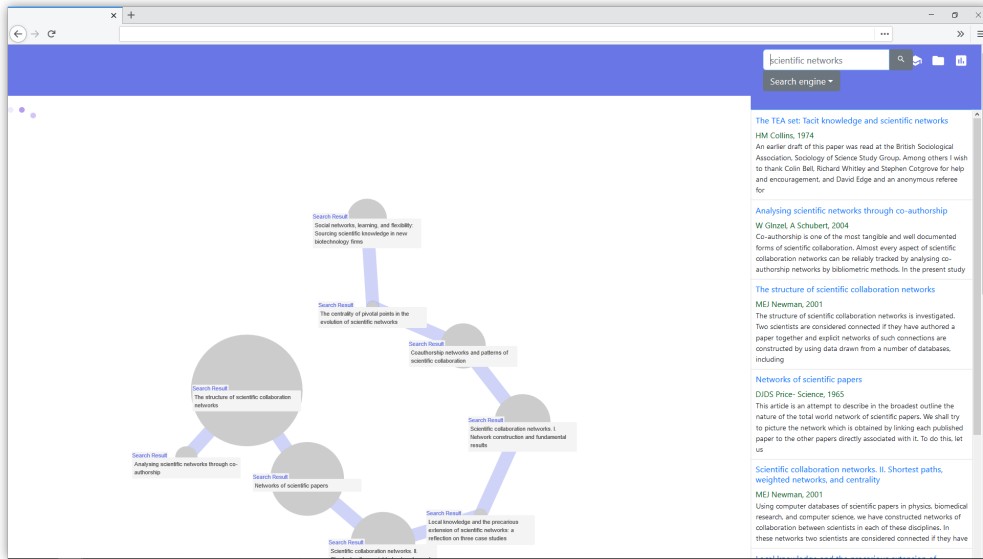 scientific networks
Search engine
Search Result
Social networks, learning, and flexibility:
Sourcing scientific knowledge in new
biotechnology firms
Search Result
The centrality of pivotal points in the
evolution of scientific networks
Search Result
Coauthorship networks and patterns of
scientific collaboration
Search Result
The structure of scientific collaboration
networks
Search Result
Scientific collaboration networks. I.
Network construction and fundamental
results
Search Result
Analysing scientific networks through co-
authorship
Search Result
Networks of scientific papers
Search Result
Local knowledge and the precarious
extension of scientific networks: a
reflection on three case studies
Search Result
Scientific collaboration networks. II.
The TEA set: Tacit knowledge and scientific networks
HM Collins, 1974
An earlier draft of this paper was read at the British Sociological
Association, Sociology of Science Study Group. Among others I wish
to thank Colin Bell, Richard Whitley and Stephen Cotgrove for help
and encouragement, and David Edge and an anonymous referee
for
Analysing scientific networks through co-authorship
W Glnzel, A Schubert, 2004
Co-authorship is one of the most tangible and well documented
forms of scientific collaboration. Almost every aspect of scientific
collaboration networks can be reliably tracked by analysing co-
authorship networks by bibliometric methods. In the present study
The structure of scientific collaboration networks
MEJ Newman, 2001
The structure of scientific collaboration networks is investigated.
Two scientists are considered connected if they have authored a
paper together and explicit networks of such connections are
constructed by using data drawn from a number of databases,
including
Networks of scientific papers
DJDS Price- Science, 1965
This article is an attempt to describe in the broadest outline the
nature of the total world network of scientific papers. We shall try
to picture the network which is obtained by linking each published
paper to the other papers directly associated with it. To do this, let
us
Scientific collaboration networks. II. Shortest paths,
weighted networks, and centrality
MEJ Newman, 2001
Using computer databases of scientific papers in physics, biomedical
research, and computer science, we have constructed networks of
collaboration between scientists in each of these disciplines. In
these networks two scientists are considered connected if they have